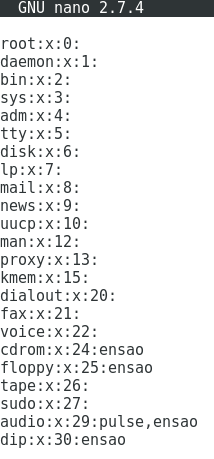 GNU nano 2.7.4
root:x:0:
daemon:x:1:
bin:x:2:
sys:x:3:
adm:x:4:
tty:x:5:
disk:x:6:
lp:x:7:
mail:x:8:
news:x:9:
uucp:x:10:
man:x:12:
proxy:x:13:
kmem:x:15:
dialout:x:20:
fax:x:21:
voice:x:22:
cdrom:x:24:ensao
floppy:x:25:ensao
tape:x:26:
sudo:x:27:
audio:x:29:pulse,ensao
dip:x:30:ensao